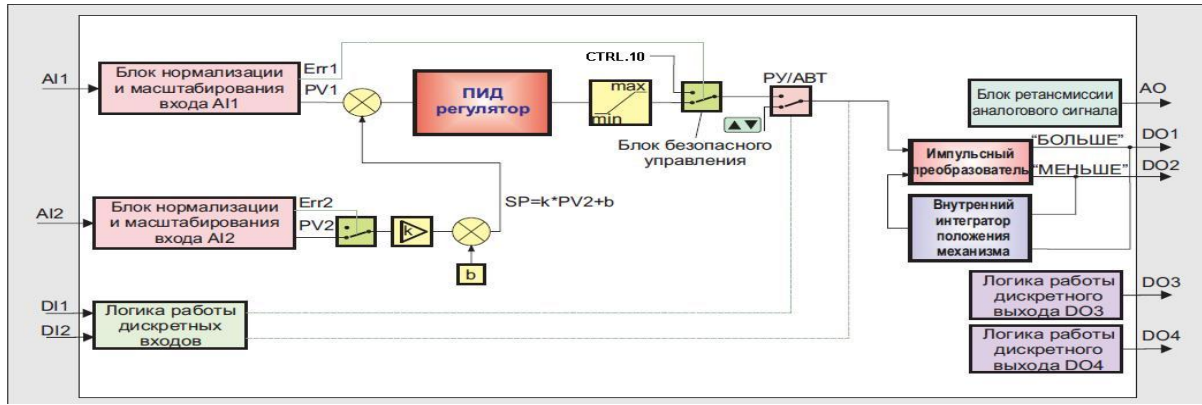 AI1
Блок нормализации
и масштабирования
входа AI1
Err1
PV1
ПИД
регулятор
max
min
CTRL.10
Блок безопасного
управления
РУ/АВТ
Блок ретансмиссии
аналогового сигнала
AO
Импульсный
преобразователь
“БОЛЬШЕ”
DO1
“МЕНЬШЕ”
DO2
Внутренний
интегратор
положения
механизма
AI2
Блок нормализации
и масштабирования
входа AI2
Err2
PV2
k
b
SP=k*PV2+b
DI1
DI2
Логика работы
дискретных
входов
Логика работы
дискретного
выхода DO3
DO3
Логика работы
дискретного
выхода DO4
DO4